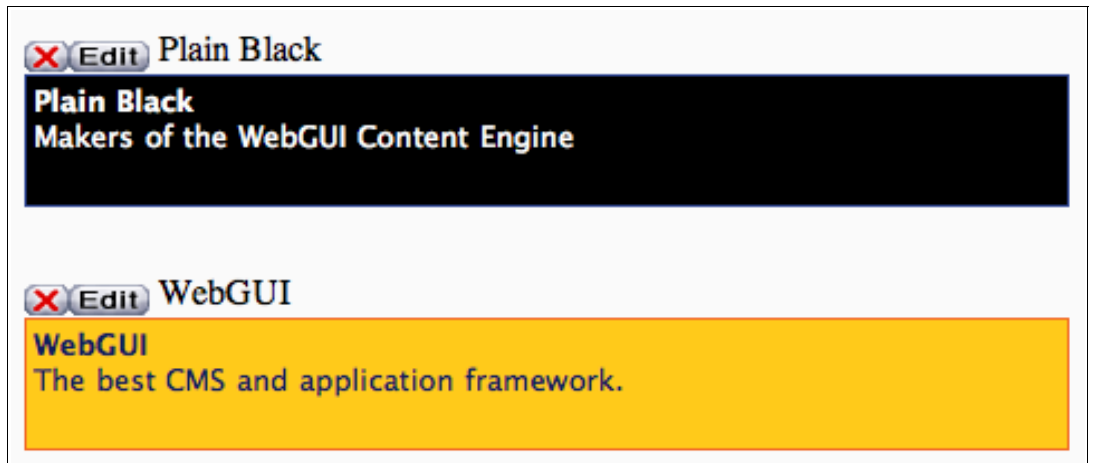 Edit Plain Black
Plain Black
Makers of the WebGUI Content Engine
Edit WebGUI
WebGUI
The best CMS and application framework.